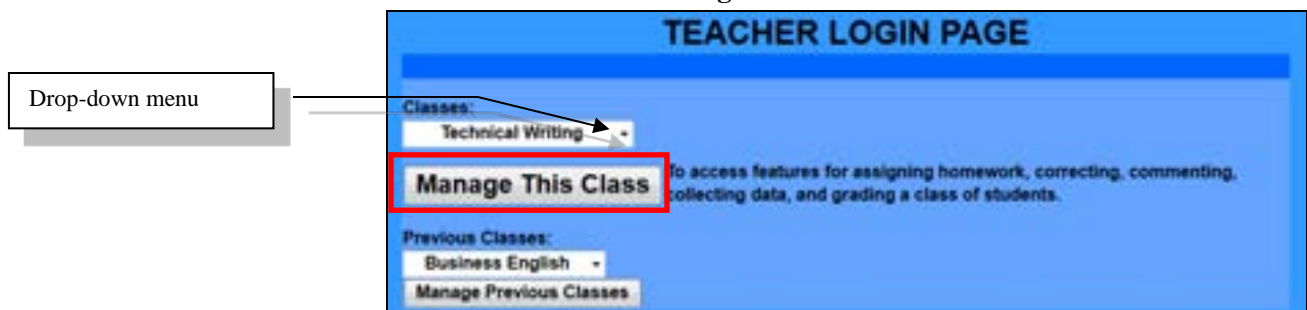 TEACHER LOGIN PAGE
Drop-down menu
Classes:
Technical Writing
Manage This Class
To access features for assigning homework, correcting, commenting,
collecting data, and grading a class of students.
Previous Classes:
Business English
Manage Previous Classes